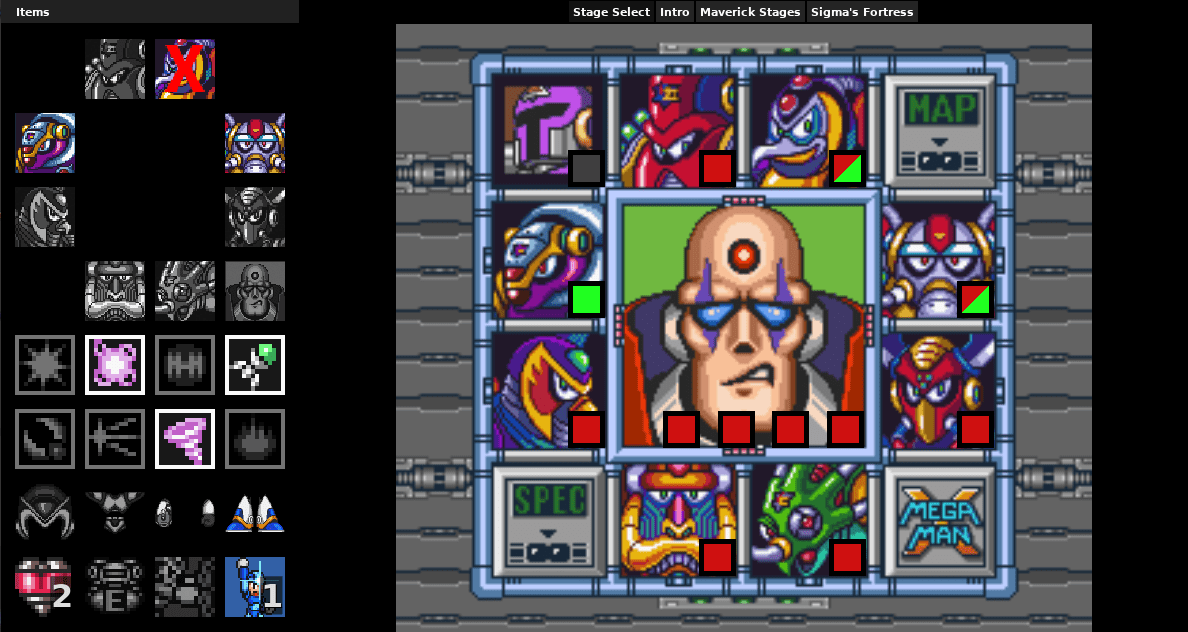 Items
Stage Select Intro Maverick Stages Sigma's Fortress
X
MAP
SPEC
MEGA
MAN
X
E
2
1